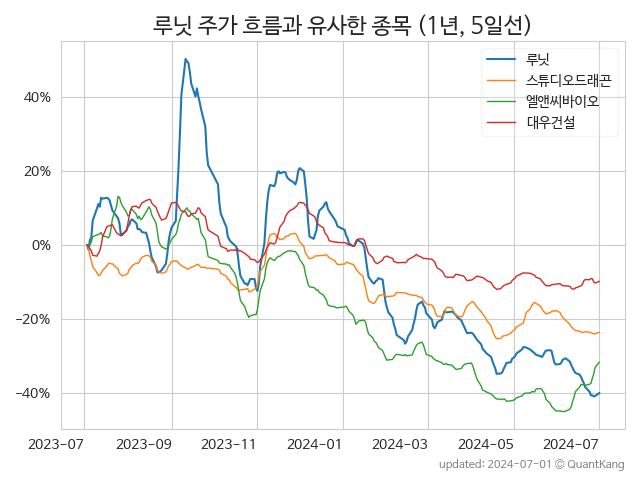 루닛 주가 흐름과 유사한 종목 (1년, 5일선)
루닛
스튜디오드래곤
엘앤씨바이오
대우건설
40%
20%
0%
−20%
−40%
2023-07 2023-09 2023-11 2024-01 2024-03 2024-05 2024-07
updated: 2024-07-01 © QuantKang